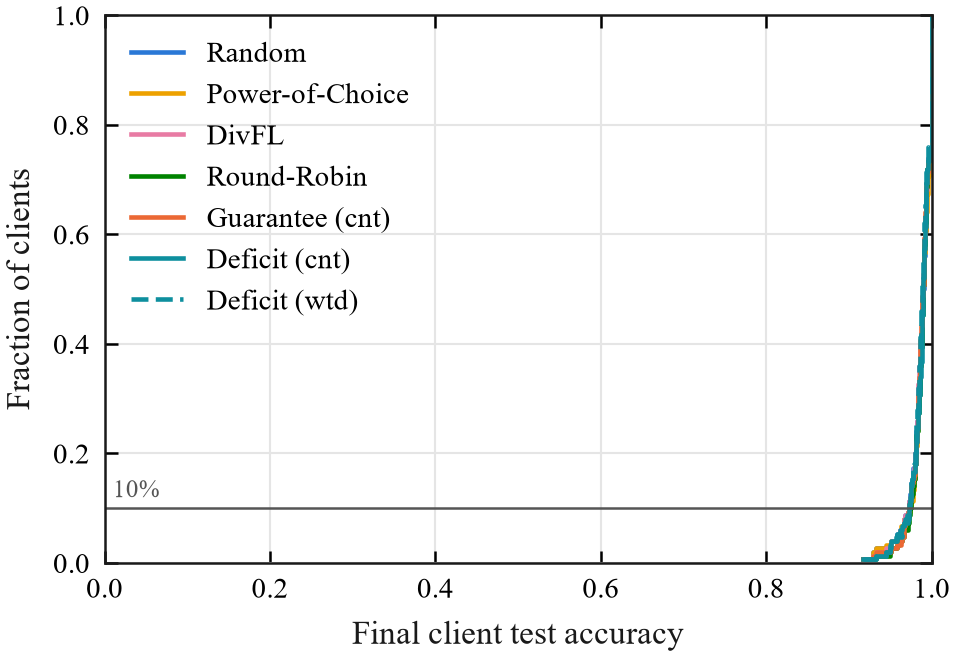 1.0
0.8
0.6
0.4
0.2
0.0
Fraction of clients
Random
Power-of-Choice
DivFL
Round-Robin
Guarantee (cnt)
Deficit (cnt)
Deficit (wtd)
10%
0.0 0.2 0.4 0.6 0.8 1.0
Final client test accuracy